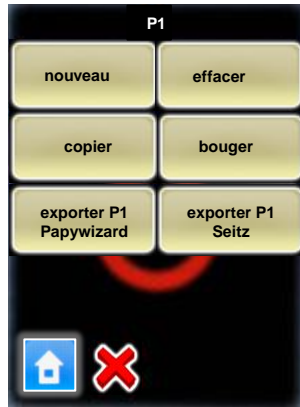 P1
nouveau effacer
copier bouger
exporter P1 exporter P1
Papywizard Seitz